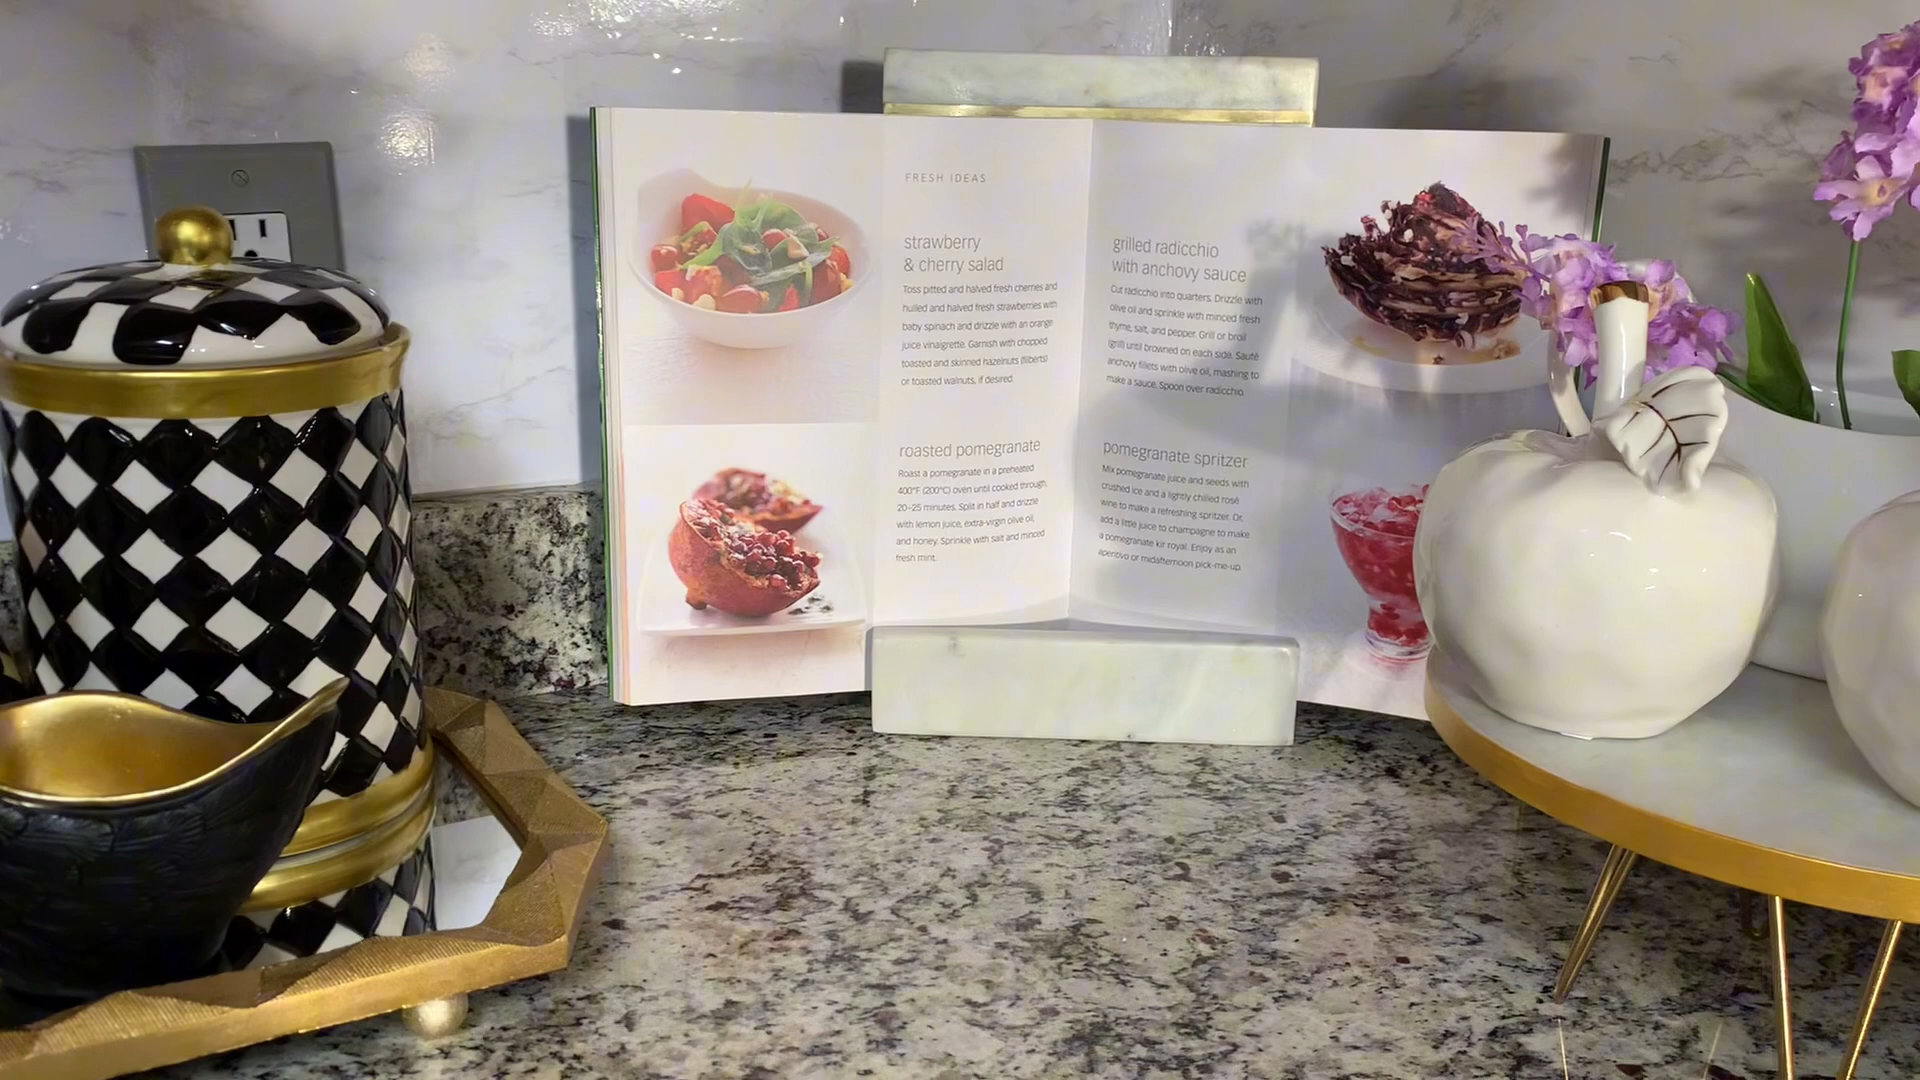 FRESH IDEAS
strawberry
& cherry salad
Toss pitted and halved fresh cherries and
hulled and halved fresh strawberries with
baby spinach and drizzle with an orange
juice vinaigrette. Garnish with chopped
toasted and skinned hazelnuts (filberts)
or toasted walnuts, if desired.
roasted pomegranate
Roast a pomegranate in a preheated
400°F (200°C) oven until cooked through,
20–25 minutes. Split in half and drizzle
with lemon juice, extra-virgin olive oil,
and honey. Sprinkle with salt and minced
fresh mint.
grilled radicchio
with anchovy sauce
Cut radicchio into quarters. Drizzle with
olive oil and sprinkle with minced fresh
thyme, salt, and pepper. Grill or broil
(grill) until browned on each side. Sauté
anchovy fillets with olive oil, mashing to
make a sauce. Spoon over radicchio.
pomegranate spritzer
Mix pomegranate juice and seeds with
crushed ice and a lightly chilled rosé
wine to make a refreshing spritzer. Or,
add a little juice to champagne to make
a pomegranate kir royal. Enjoy as an
aperitivo or midafternoon pick-me-up.